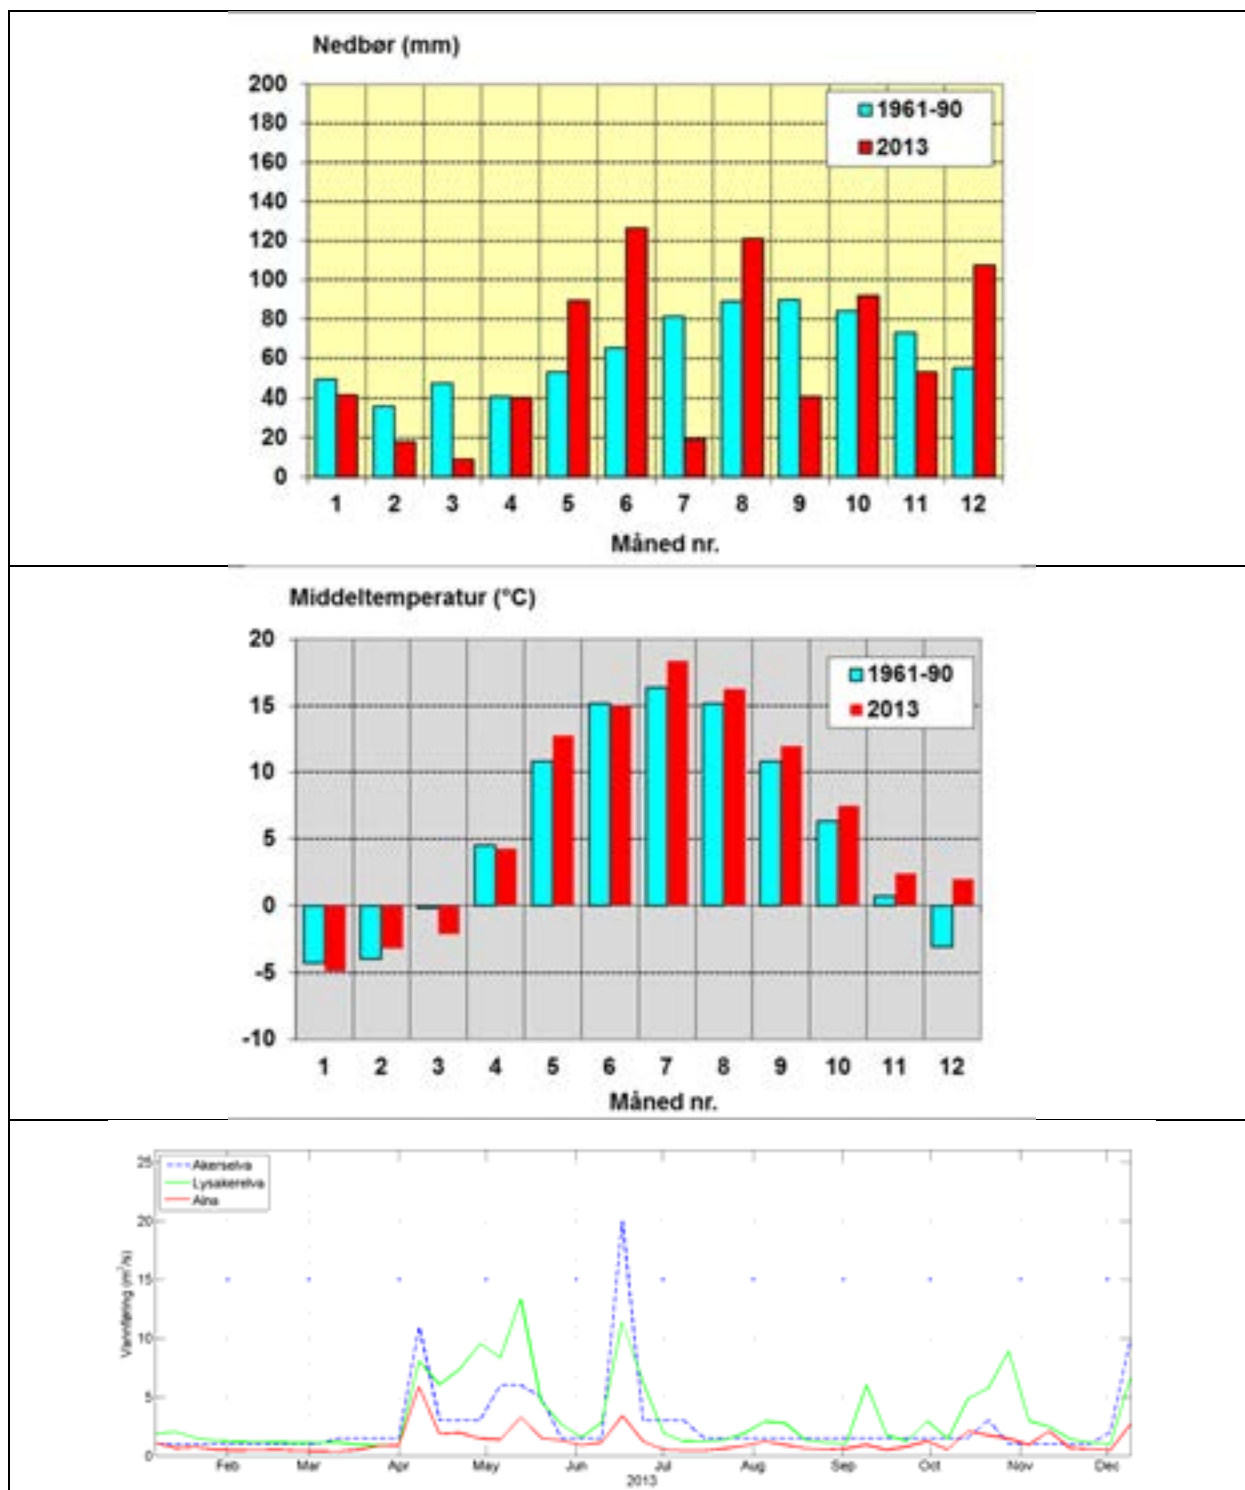 Nedbør (mm)
200
180
160
140
120
100
80
60
40
20
0
1961-90
2013
1 2 3 4 5 6 7 8 9 10 11 12
Måned nr.
Middeltemperatur (°C)
20
15
10
5
0
-5
-10
1961-90
2013
1 2 3 4 5 6 7 8 9 10 11 12
Måned nr.
25
20
15
10
5
0
Akerselva
Lysakerelva
Alna
Vannføring (m³/s)
Feb Mar Apr May Jun Jul Aug Sep Oct Nov Dec
2013